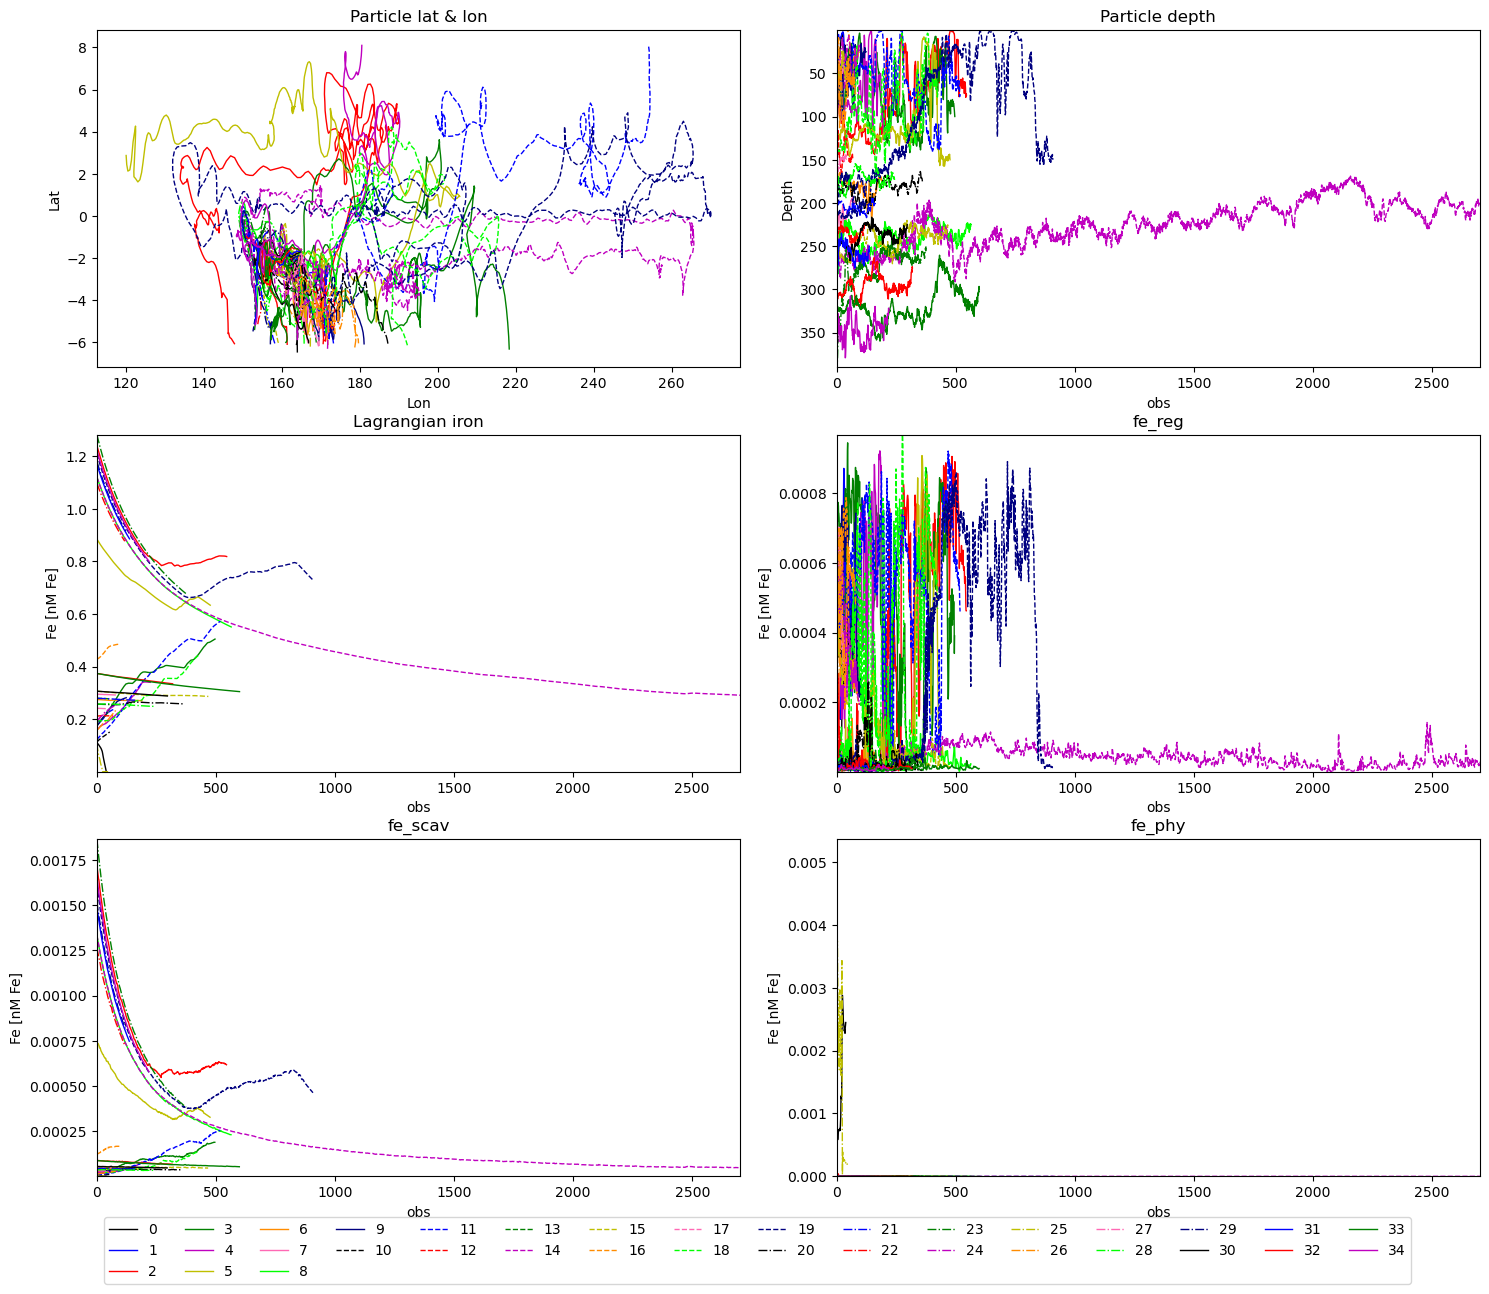 Particle lat & lon
8
6
4
2
0
−2
−4
−6
Lat
120 140 160 180 200 220 240 260
Lon
Particle depth
50
100
150
200
250
300
350
Depth
0 500 1000 1500 2000 2500
obs
Lagrangian iron
1.2
1.0
0.8
0.6
0.4
0.2
Fe [nM Fe]
0 500 1000 1500 2000 2500
obs
fe_reg
0.0008
0.0006
0.0004
0.0002
Fe [nM Fe]
0 500 1000 1500 2000 2500
obs
fe_scav
0.00175
0.00150
0.00125
0.00100
0.00075
0.00050
0.00025
Fe [nM Fe]
0 500 1000 1500 2000 2500
obs
fe_phy
0.005
0.004
0.003
0.002
0.001
0.000
Fe [nM Fe]
0 500 1000 1500 2000 2500
obs
0 3 6 9 11 13 15 17 19 21 23 25 27 29 31 33
1 4 7 10 12 14 16 18 20 22 24 26 28 30 32 34
2 5 8